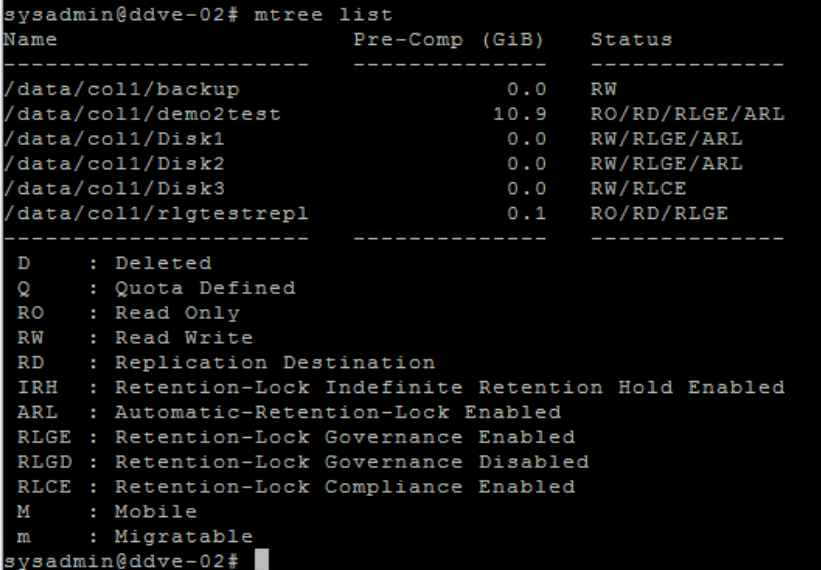 sysadmin@ddve-02# mtree list
Name                     Pre-Comp (GiB)   Status
----------------------   --------------   --------------
/data/col1/backup                   0.0   RW
/data/col1/demo2test               10.9   RO/RD/RLGE/ARL
/data/col1/Disk1                    0.0   RW/RLGE/ARL
/data/col1/Disk2                    0.0   RW/RLGE/ARL
/data/col1/Disk3                    0.0   RW/RLCE
/data/col1/rlgtestrepl              0.1   RO/RD/RLGE
----------------------   --------------   --------------
 D    : Deleted
 Q    : Quota Defined
 RO   : Read Only
 RW   : Read Write
 RD   : Replication Destination
 IRH  : Retention-Lock Indefinite Retention Hold Enabled
 ARL  : Automatic-Retention-Lock Enabled
 RLGE : Retention-Lock Governance Enabled
 RLGD : Retention-Lock Governance Disabled
 RLCE : Retention-Lock Compliance Enabled
 M    : Mobile
 m    : Migratable
sysadmin@ddve-02#